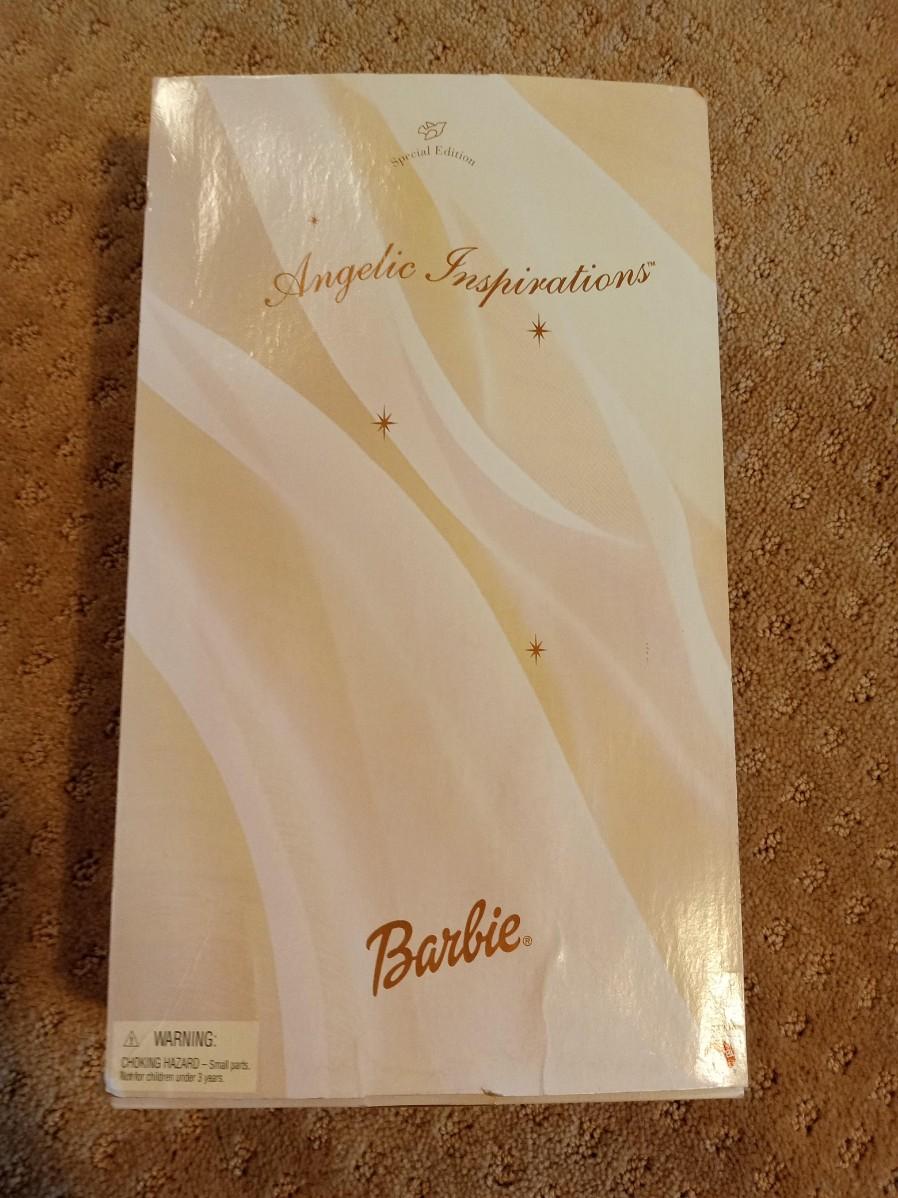 Special Edition
Angelic Inspirations™
Barbie®
WARNING:
CHOKING HAZARD – Small parts.
Not for children under 3 years.